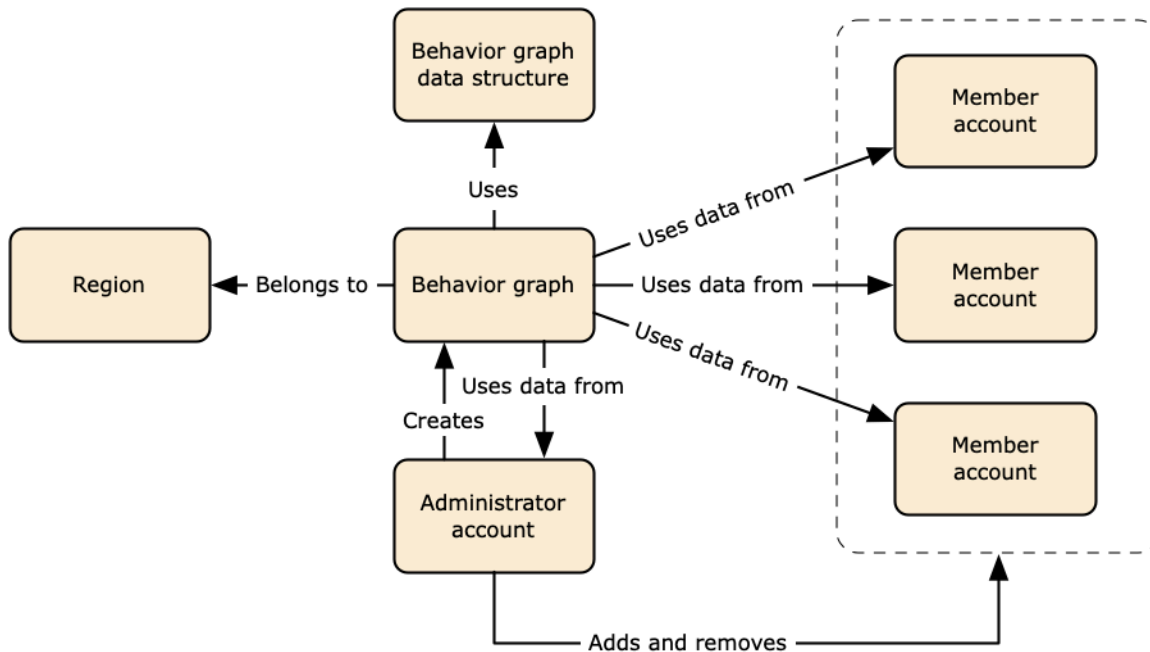 Behavior graph
data structure
Member
account
Uses
Uses data from
Region
Belongs to
Behavior graph
Uses data from
Member
account
Uses data from
Uses data from
Creates
Member
account
Administrator
account
Adds and removes